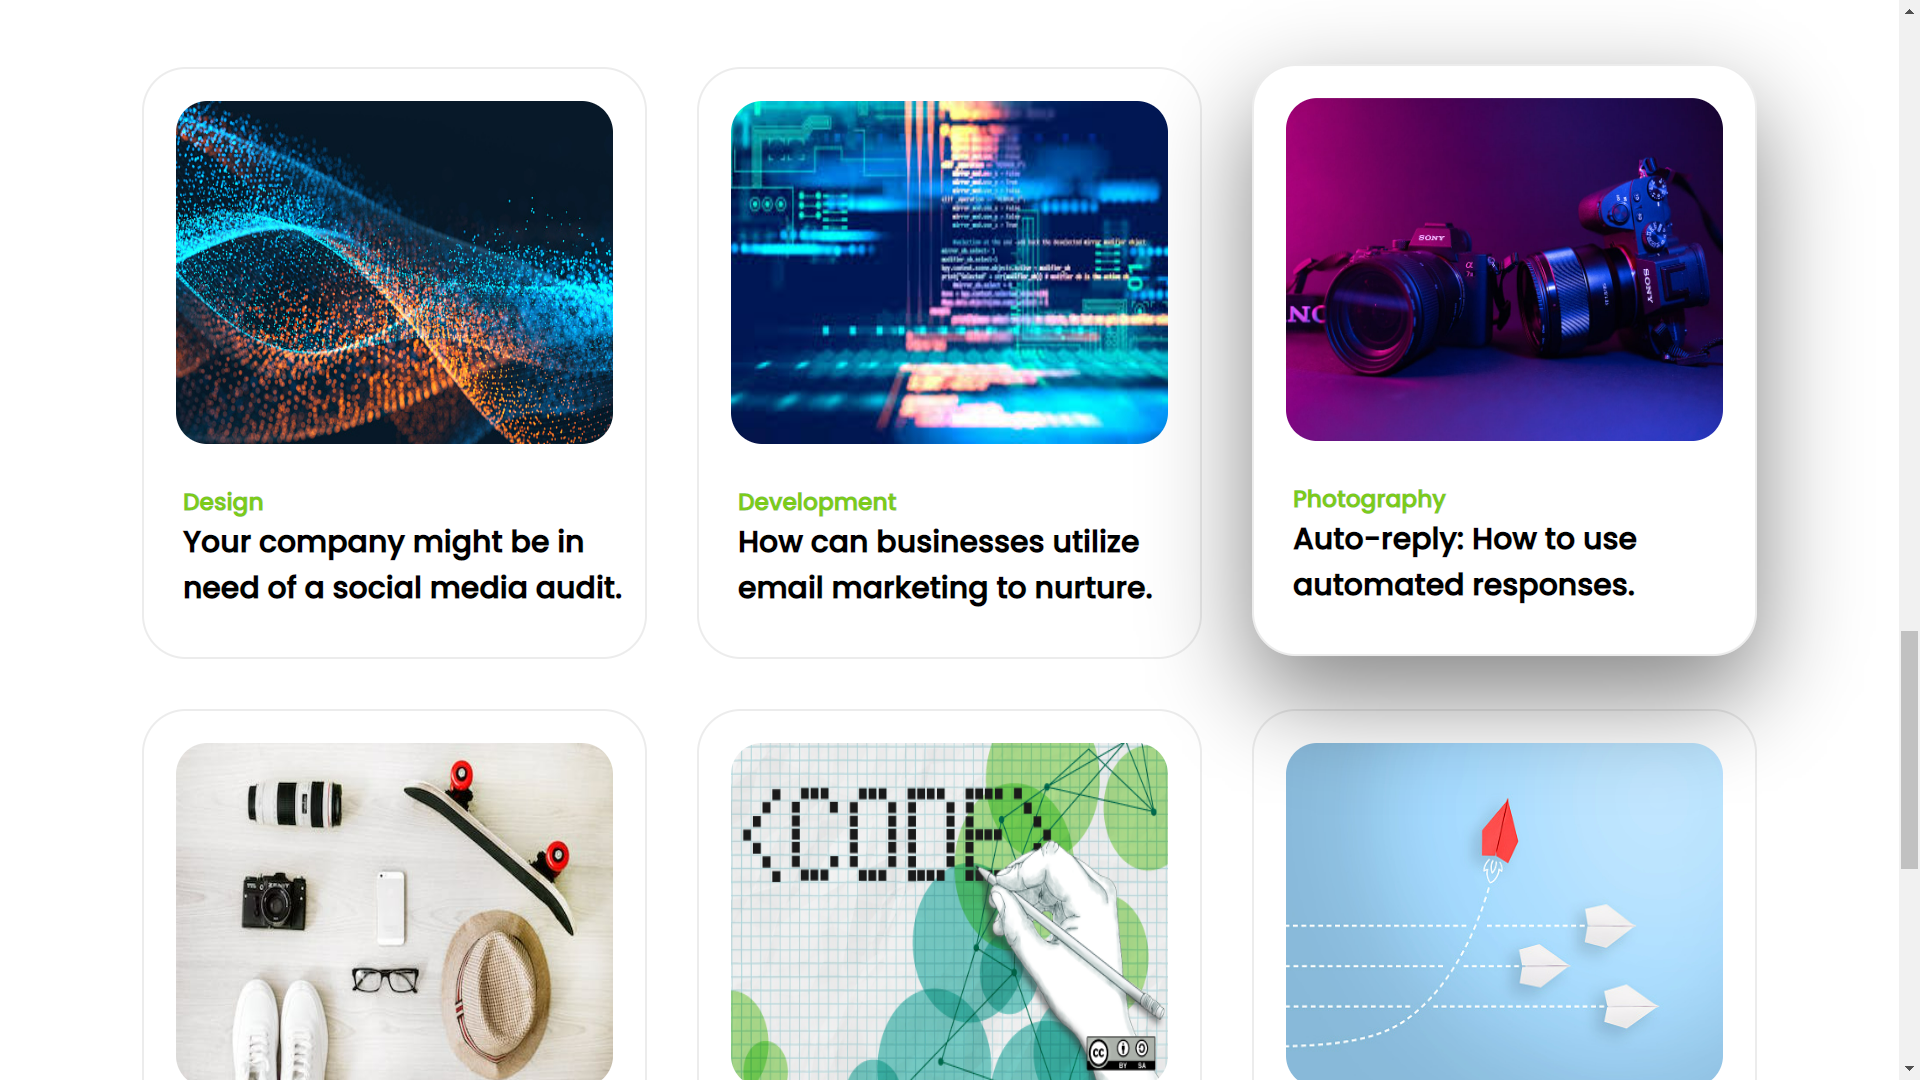 SONY
SONY
Design
Your company might be in
need of a social media audit.
Development
How can businesses utilize
email marketing to nurture.
Photography
Auto-reply: How to use
automated responses.
<CODE>
cc
BY SA